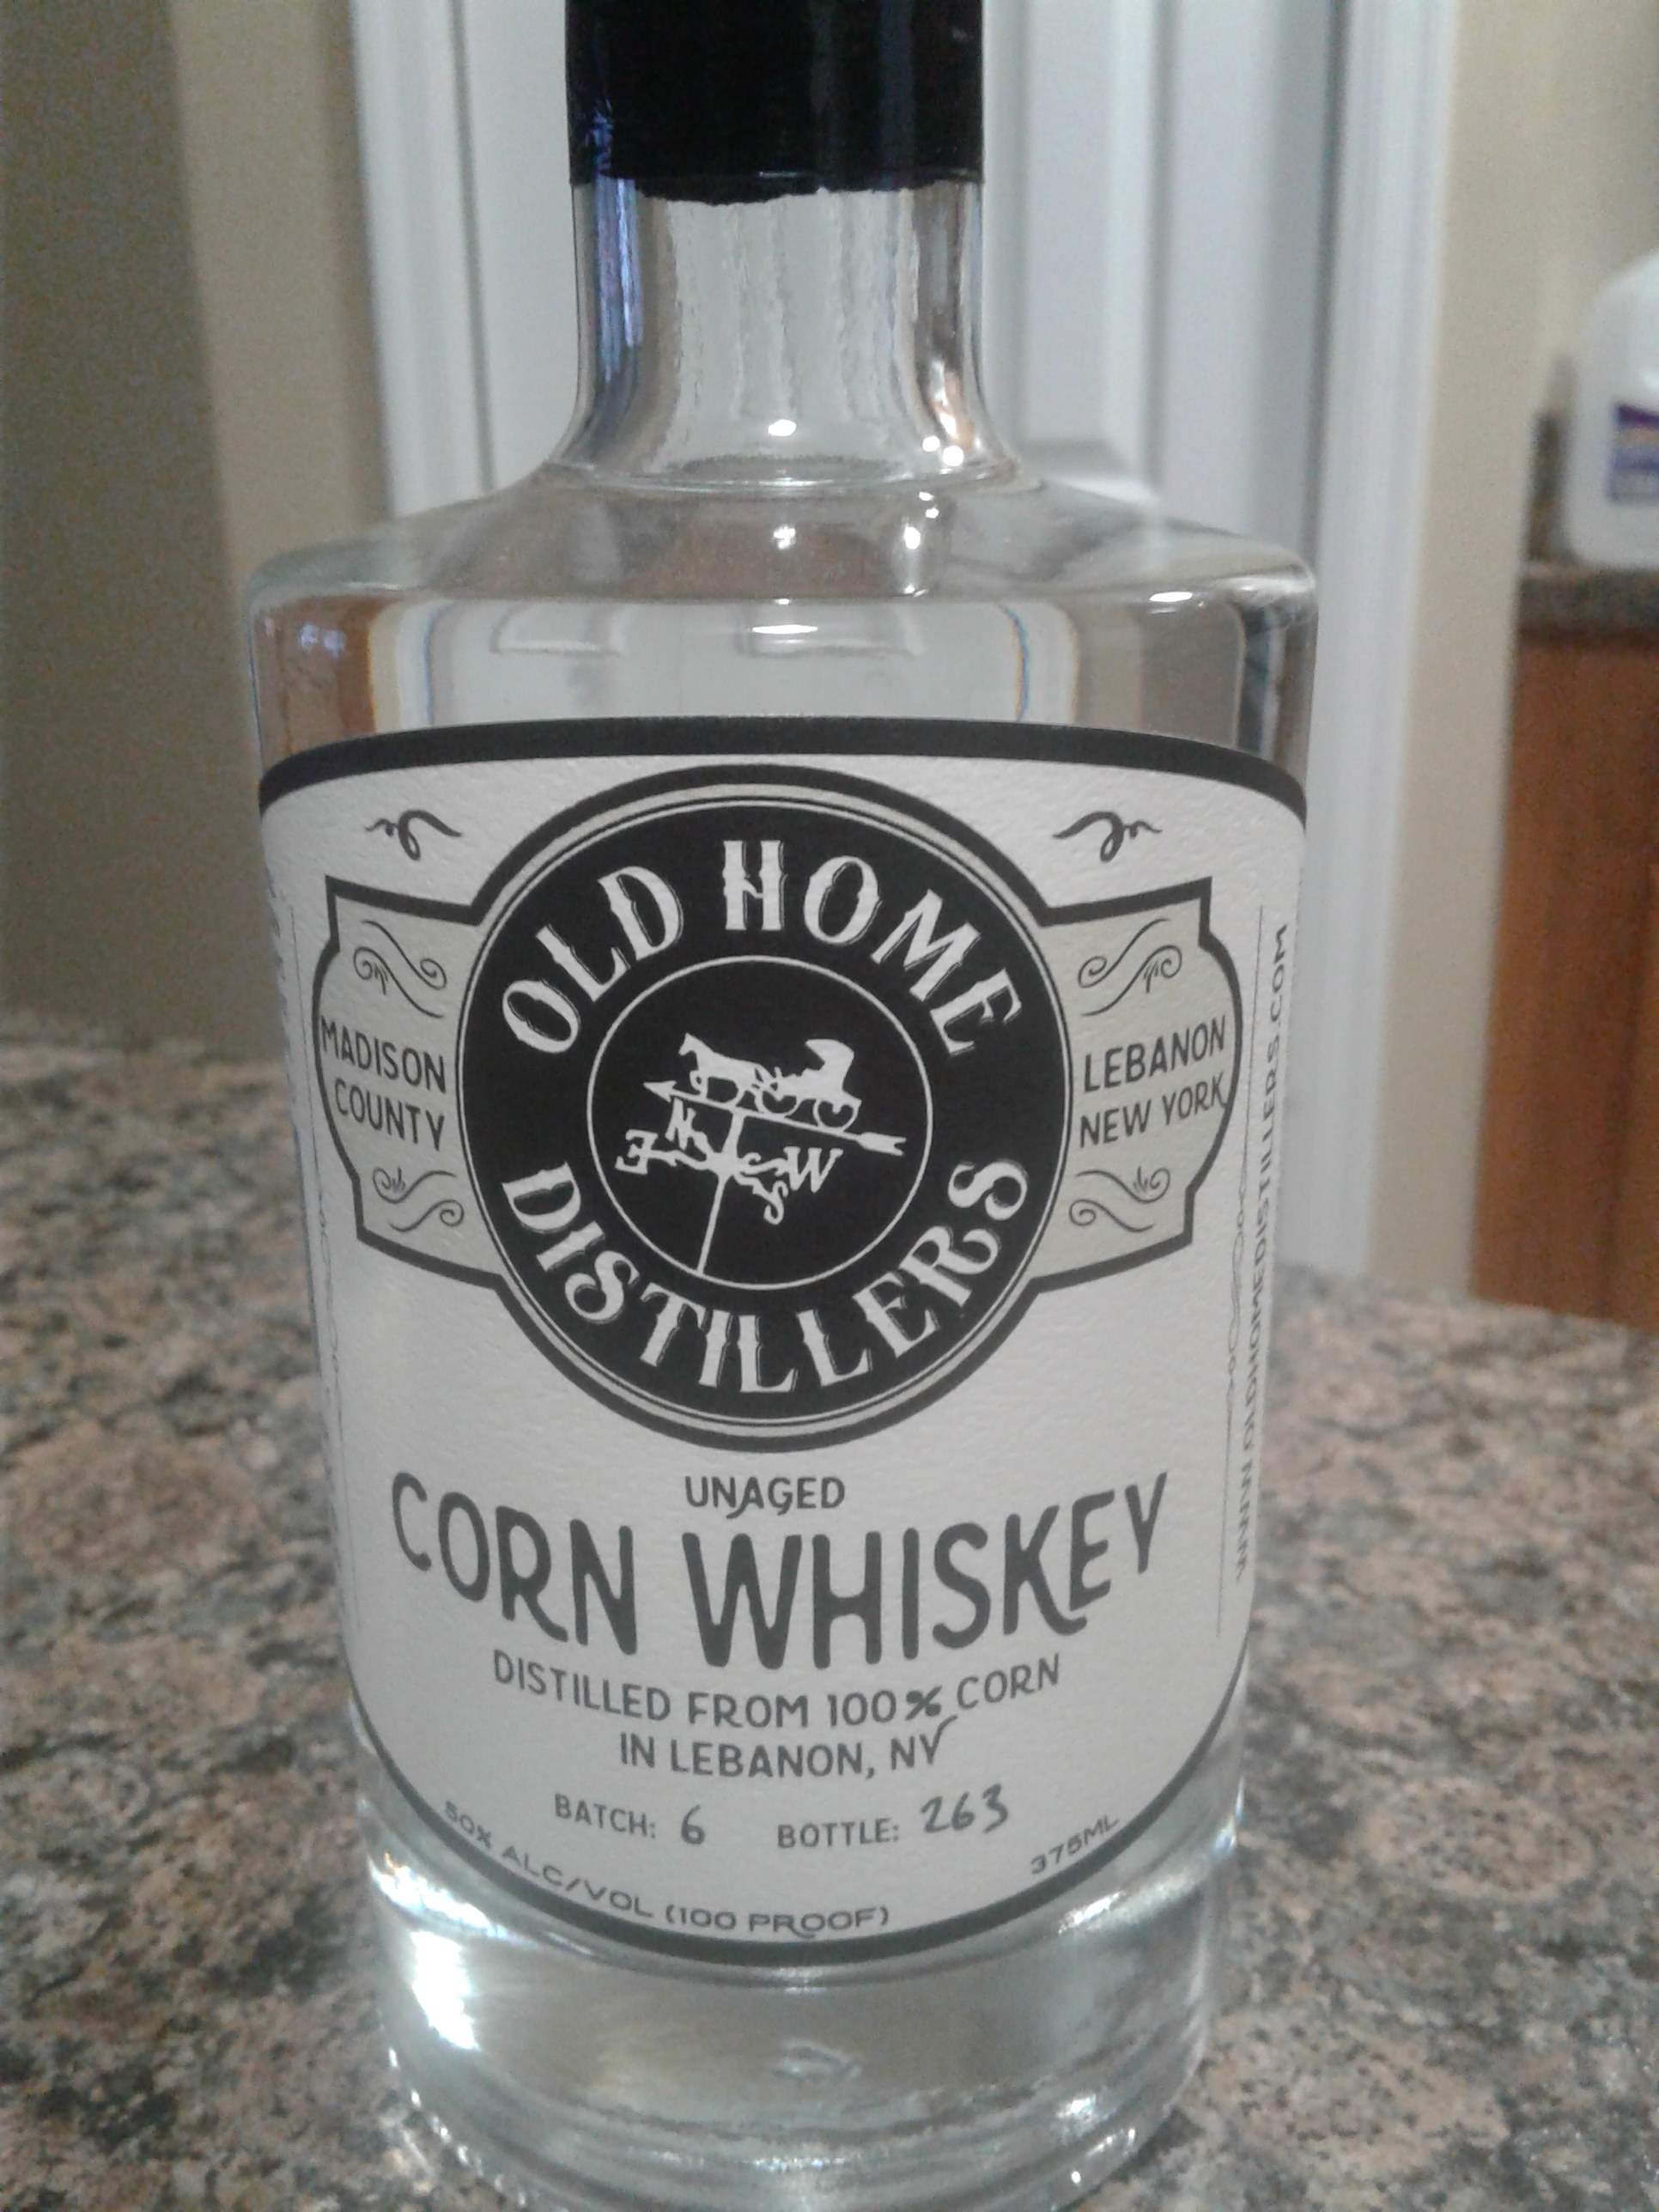 OLD HOME
DISTILLERS
N
E
W
S
MADISON
COUNTY
LEBANON
NEW YORK
WWW.OLDHOMEDISTILLERS.COM
UNAGED
CORN WHISKEY
DISTILLED FROM 100% CORN
IN LEBANON, NY
BATCH: 6 BOTTLE: 263
50% ALC/VOL (100 PROOF) 375ML